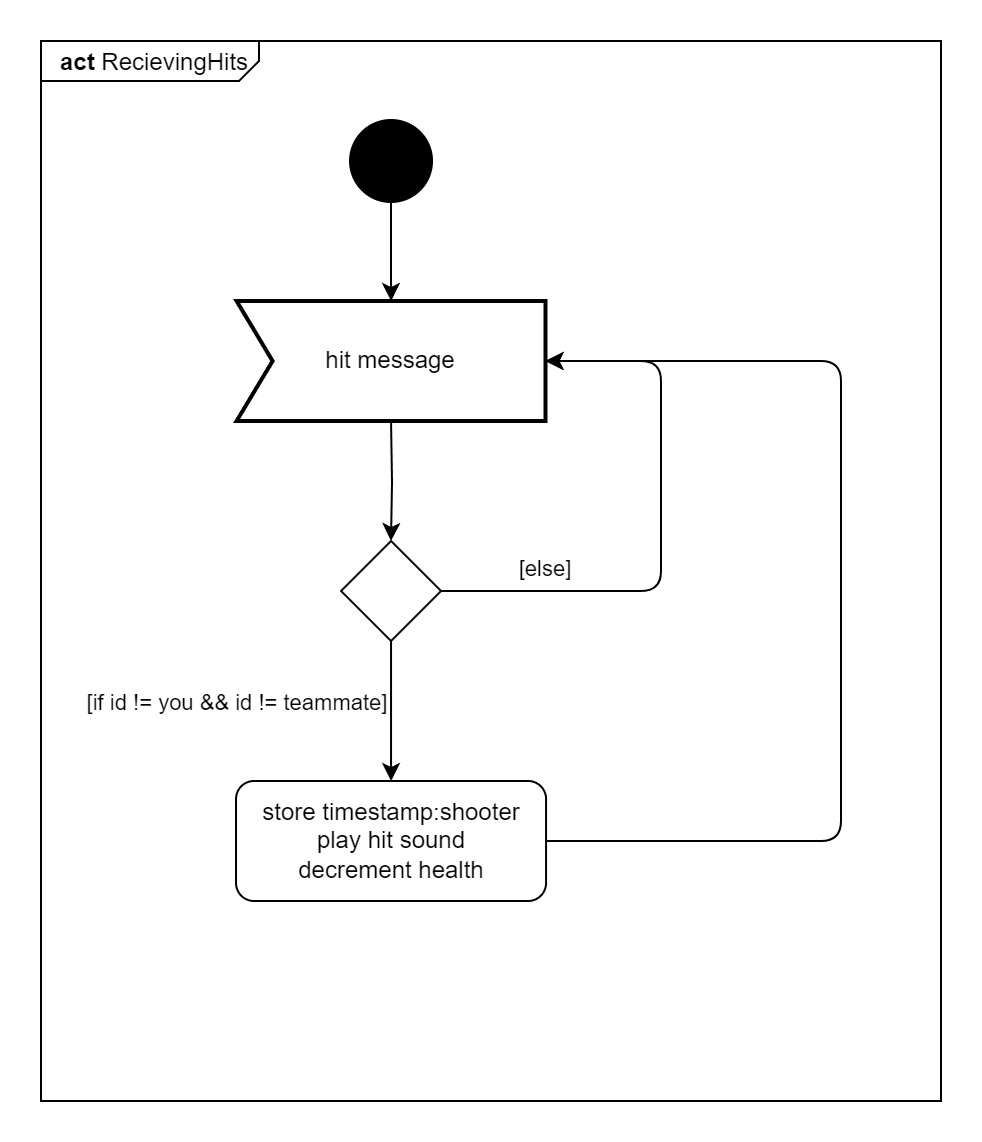 act RecievingHits
hit message
[else]
[if id != you && id != teammate]
store timestamp:shooter
play hit sound
decrement health